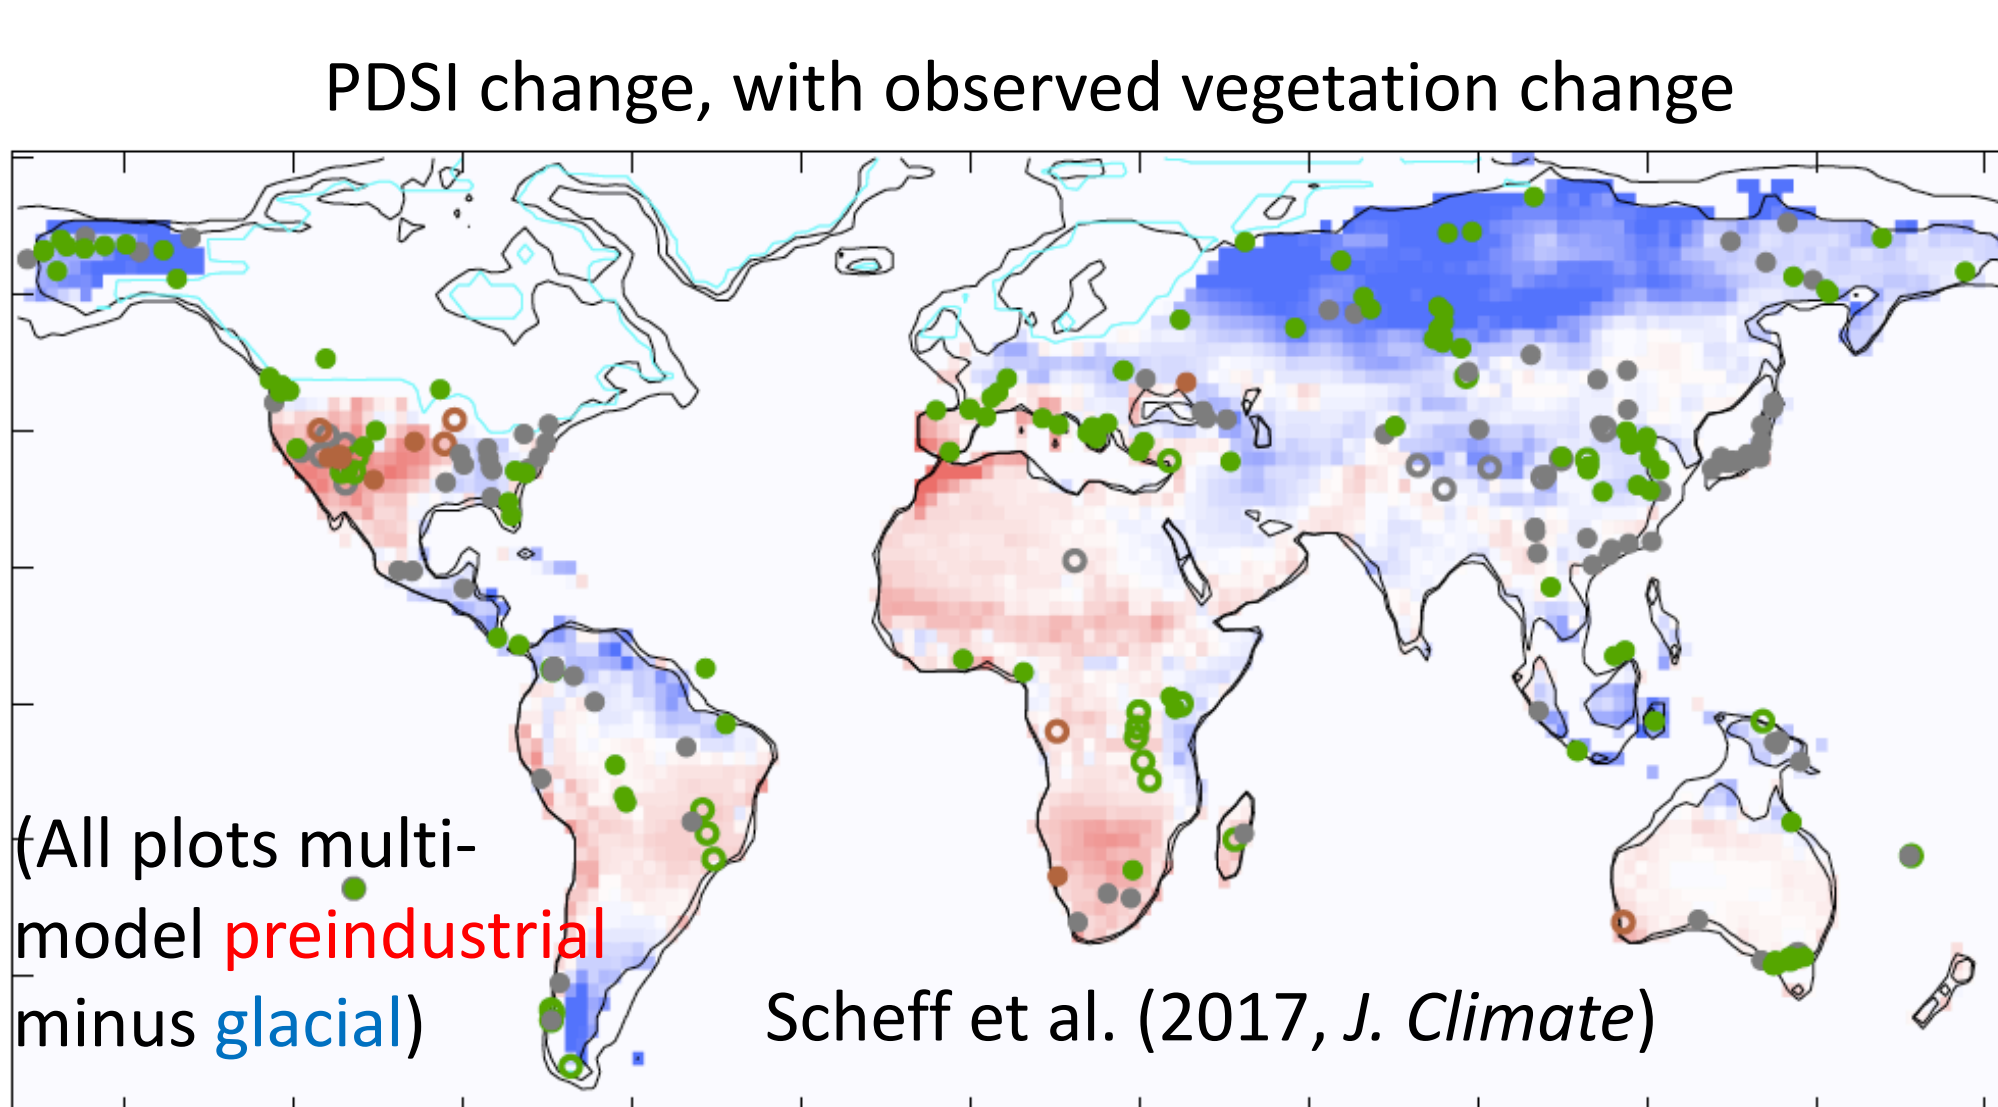 PDSI change, with observed vegetation change
(All plots multi-
model preindustrial
minus glacial)
Scheff et al. (2017, J. Climate)